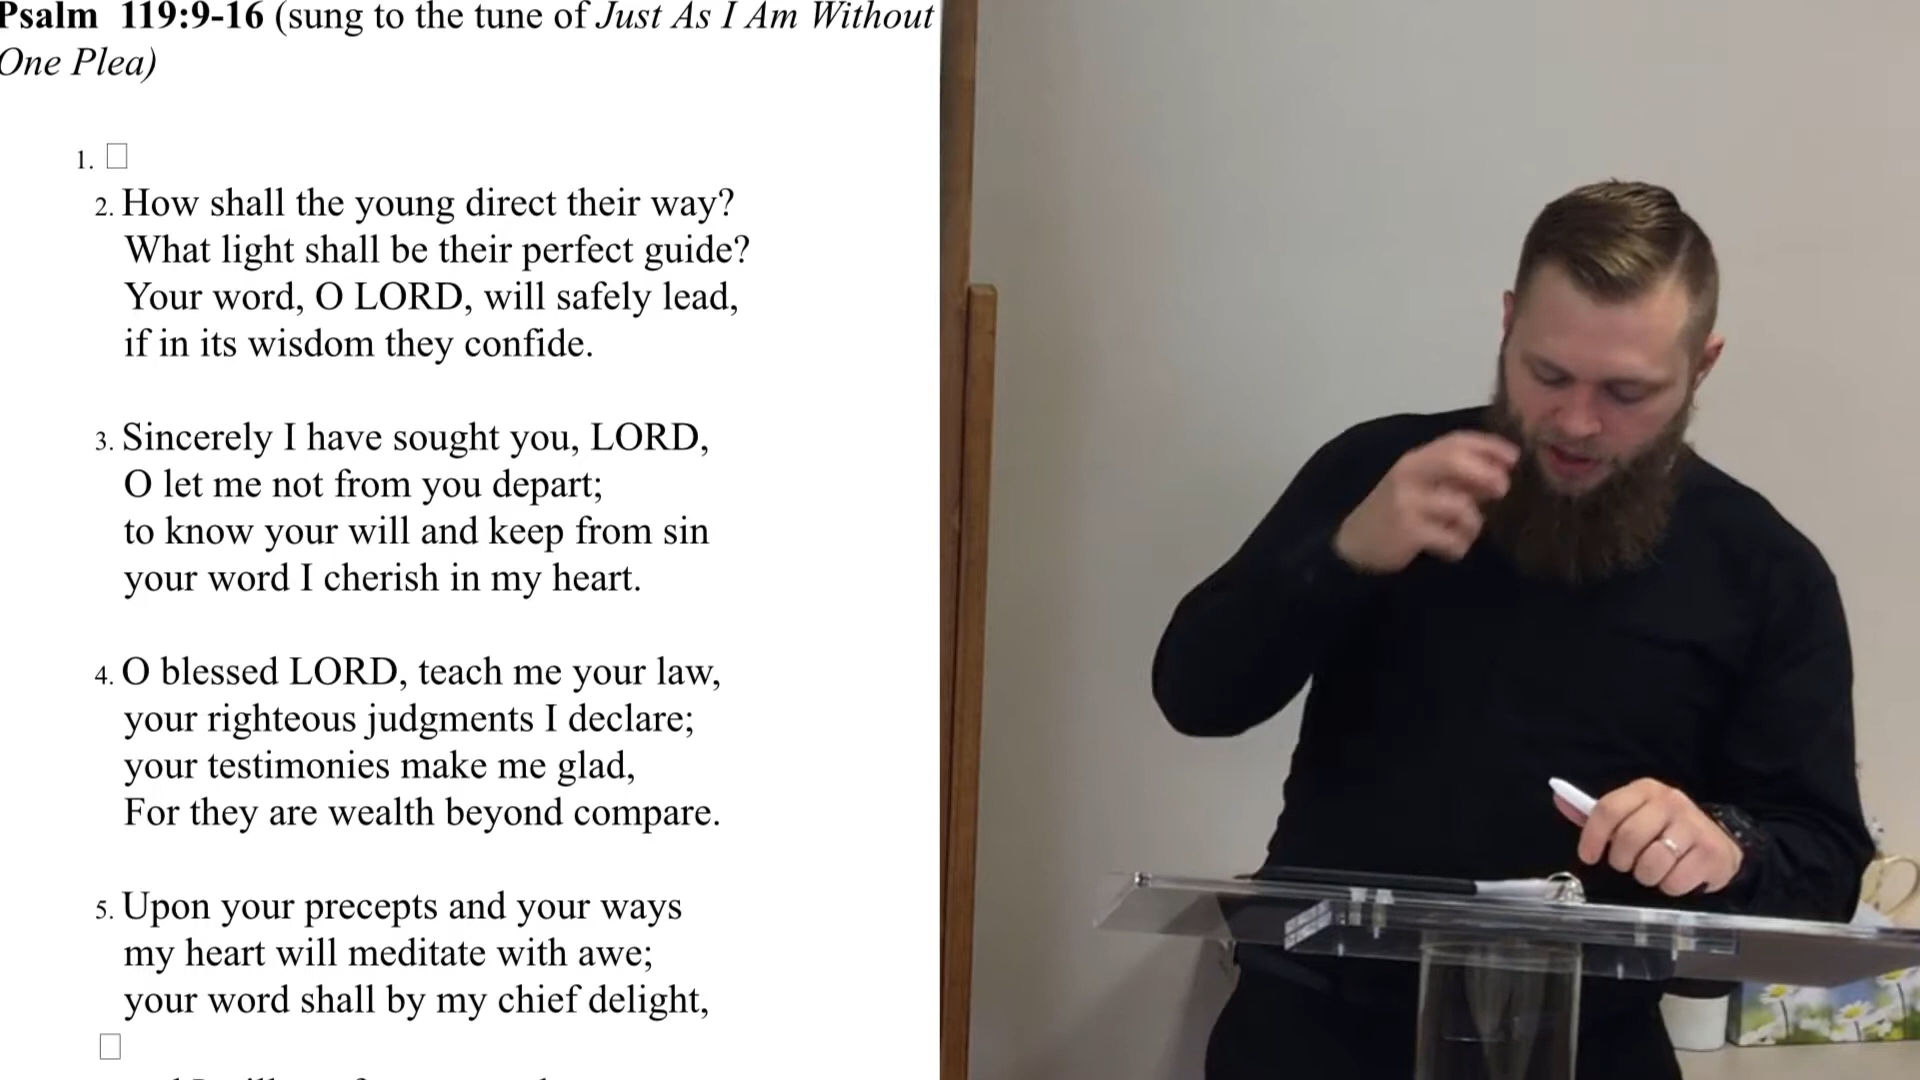 Psalm 119:9-16 (sung to the tune of Just As I Am Without
One Plea)
1.
2. How shall the young direct their way?
What light shall be their perfect guide?
Your word, O LORD, will safely lead,
if in its wisdom they confide.
3. Sincerely I have sought you, LORD,
O let me not from you depart;
to know your will and keep from sin
your word I cherish in my heart.
4. O blessed LORD, teach me your law,
your righteous judgments I declare;
your testimonies make me glad,
For they are wealth beyond compare.
5. Upon your precepts and your ways
my heart will meditate with awe;
your word shall by my chief delight,